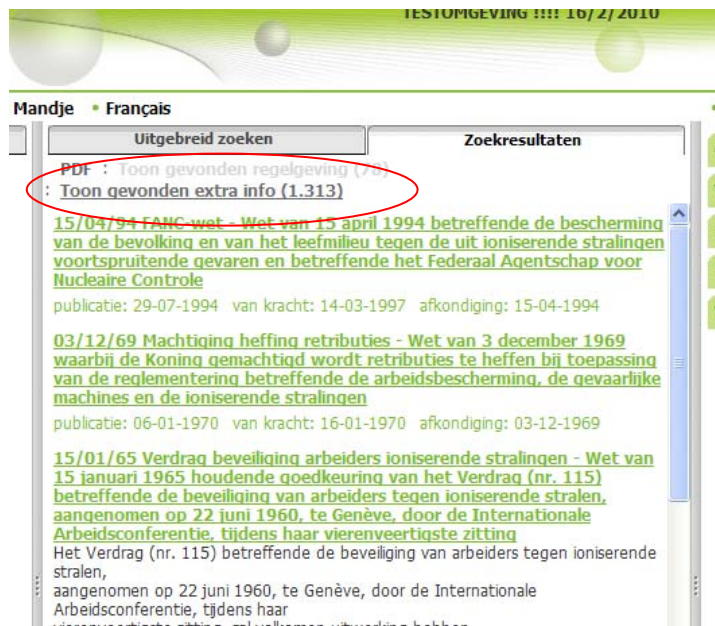 TESTOMGEVING !!!! 16/2/2010
Mandje • Français
Uitgebreid zoeken
Zoekresultaten
PDF : Toon gevonden regelgeving (78)
: Toon gevonden extra info (1.313)
15/04/94 FANC-wet - Wet van 15 april 1994 betreffende de bescherming
van de bevolking en van het leefmilieu tegen de uit ioniserende stralingen
voortspruitende gevaren en betreffende het Federaal Agentschap voor
Nucleaire Controle
publicatie: 29-07-1994 van kracht: 14-03-1997 afkondiging: 15-04-1994
03/12/69 Machtiging heffing retributies - Wet van 3 december 1969
waarbij de Koning gemachtigd wordt retributies te heffen bij toepassing
van de reglementering betreffende de arbeidsbescherming, de gevaarlijke
machines en de ioniserende stralingen
publicatie: 06-01-1970 van kracht: 16-01-1970 afkondiging: 03-12-1969
15/01/65 Verdrag beveiliging arbeiders ioniserende stralingen - Wet van
15 januari 1965 houdende goedkeuring van het Verdrag (nr. 115)
betreffende de beveiliging van arbeiders tegen ioniserende stralen,
aangenomen op 22 juni 1960, te Genève, door de Internationale
Arbeidsconferentie, tijdens haar vierenveertigste zitting
Het Verdrag (nr. 115) betreffende de beveiliging van arbeiders tegen ioniserende
stralen,
aangenomen op 22 juni 1960, te Genève, door de Internationale
Arbeidsconferentie, tijdens haar